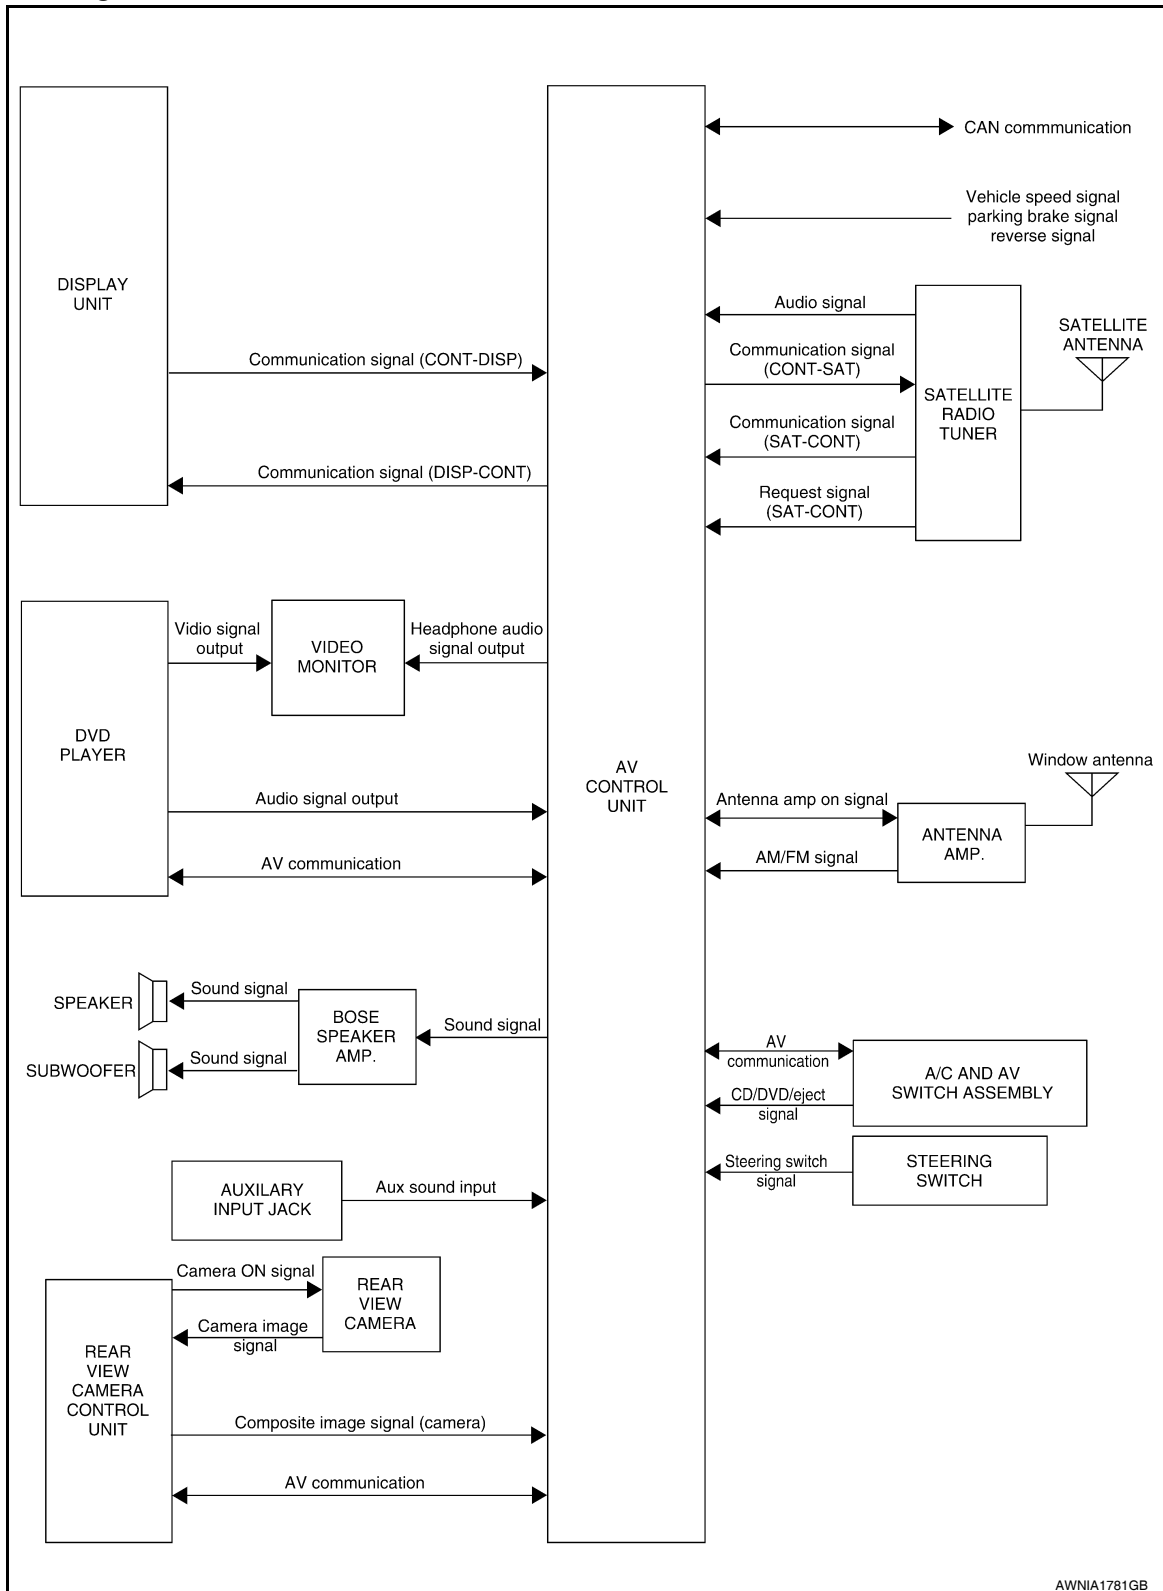 CAN commmunication
Vehicle speed signal
parking brake signal
reverse signal
DISPLAY
UNIT
Communication signal (CONT-DISP)
Communication signal (DISP-CONT)
Audio signal
Communication signal
(CONT-SAT)
Communication signal
(SAT-CONT)
Request signal
(SAT-CONT)
SATELLITE
RADIO
TUNER
SATELLITE
ANTENNA
DVD
PLAYER
Vidio signal
output
VIDEO
MONITOR
Headphone audio
signal output
Audio signal output
AV communication
AV
CONTROL
UNIT
Antenna amp on signal
AM/FM signal
ANTENNA
AMP.
Window antenna
SPEAKER
Sound signal
SUBWOOFER
Sound signal
BOSE
SPEAKER
AMP.
Sound signal
AV
communication
CD/DVD/eject
signal
A/C AND AV
SWITCH ASSEMBLY
Steering switch
signal
STEERING
SWITCH
AUXILARY
INPUT JACK
Aux sound input
REAR
VIEW
CAMERA
CONTROL
UNIT
Camera ON signal
Camera image
signal
REAR
VIEW
CAMERA
Composite image signal (camera)
AV communication
AWNIA1781GB